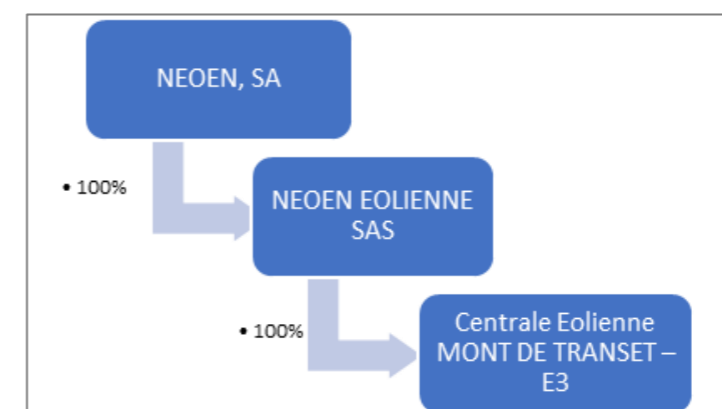 NEOEN, SA
• 100%
NEOEN EOLIENNE
SAS
• 100%
Centrale Eolienne
MONT DE TRANSET –
E3